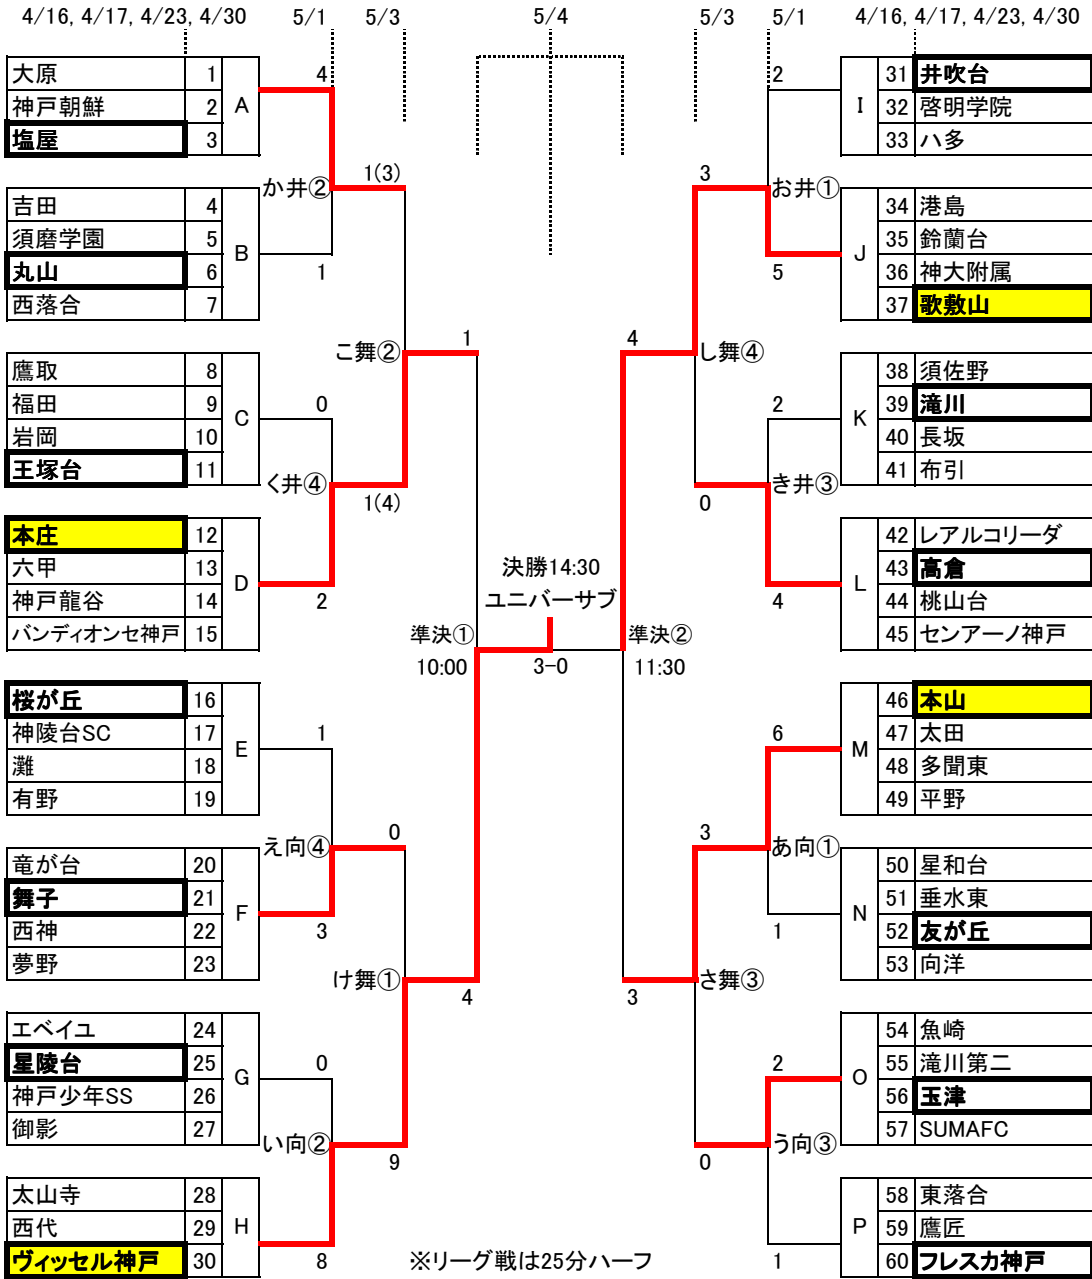 4/16, 4/17, 4/23, 4/30 5/1 5/3 5/4 5/3 5/1 4/16, 4/17, 4/23, 4/30
大原 1
神戸朝鮮 2 A
塩屋 3
4
吉田 4
須磨学園 5
丸山 6 B
西落合 7
1
か井②
1(3)
鷹取 8
福田 9 C
岩岡 10
王塚台 11
0
く井④
1(4)
本庄 12
六甲 13
神戸龍谷 14 D
バンディオンセ神戸 15
2
こ舞②
1
桜が丘 16
神陵台SC 17 E
灘 18
有野 19
1
え向④
0
竜が台 20
舞子 21 F
西神 22
夢野 23
3
け舞①
4
エベイユ 24
星陵台 25 G
神戸少年SS 26
御影 27
0
い向②
9
太山寺 28
西代 29 H
ヴィッセル神戸 30
8
決勝14:30
ユニバーサブ
準決①
10:00
3-0
準決②
11:30
※リーグ戦は25分ハーフ
2
31 井吹台
I 32 啓明学院
33 ハ多
3
お井①
34 港島
35 鈴蘭台
J 36 神大附属
37 歌敷山
5
4
し舞④
38 須佐野
K 39 滝川
40 長坂
41 布引
2
き井③
0
42 レアルコリーダ
43 高倉
L 44 桃山台
45 センアーノ神戸
4
46 本山
M 47 太田
48 多聞東
49 平野
6
3
あ向①
50 星和台
N 51 垂水東
52 友が丘
53 向洋
1
3
さ舞③
54 魚崎
O 55 滝川第二
56 玉津
57 SUMAFC
2
う向③
0
58 東落合
P 59 鷹匠
60 フレスカ神戸
1